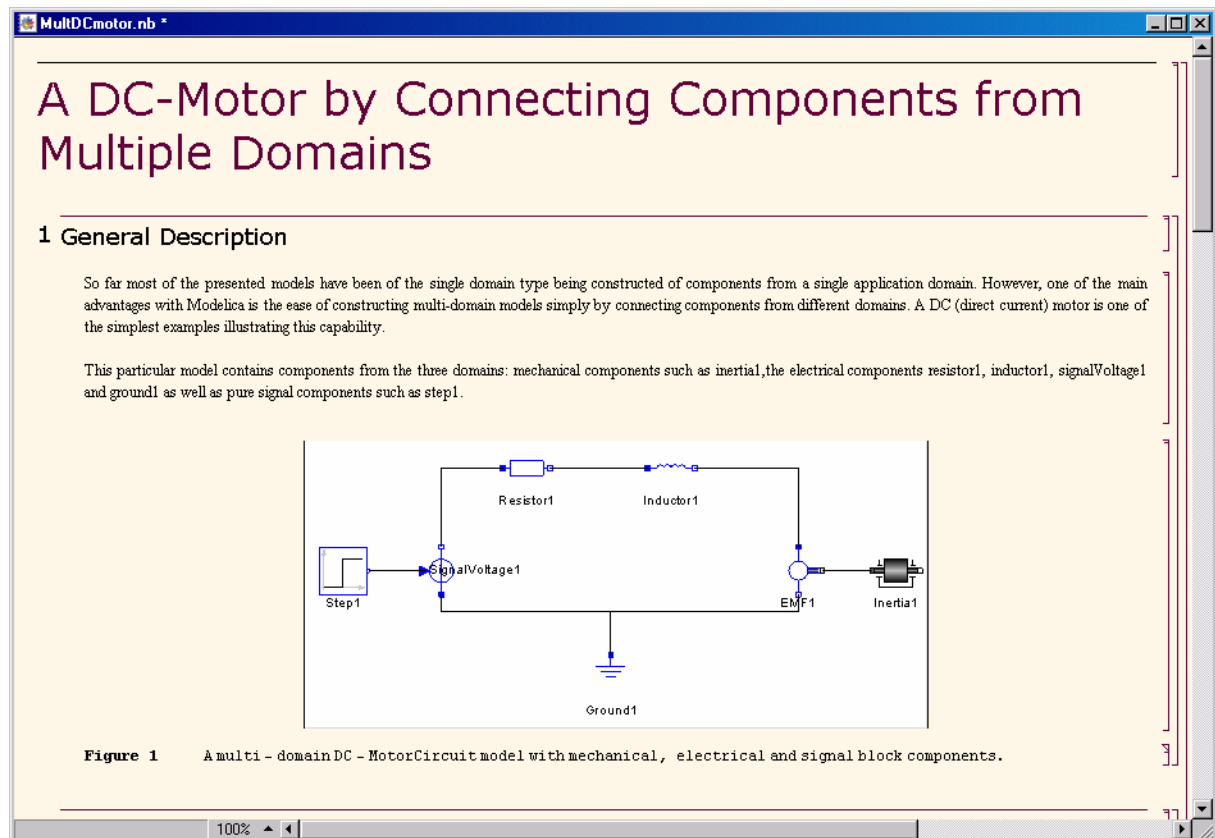 MultDCmotor.nb *
A DC-Motor by Connecting Components from
Multiple Domains
1 General Description
So far most of the presented models have been of the single domain type being constructed of components from a single application domain. However, one of the main
advantages with Modelica is the ease of constructing multi-domain models simply by connecting components from different domains. A DC (direct current) motor is one of
the simplest examples illustrating this capability.
This particular model contains components from the three domains: mechanical components such as inertia1,the electrical components resistor1, inductor1, signalVoltage1
and ground1 as well as pure signal components such as step1.
Resistor1
Inductor1
SignalVoltage1
Step1
EMF1
Inertia1
Ground1
Figure 1 A multi-domain DC-MotorCircuit model with mechanical, electrical and signal block components.
100%